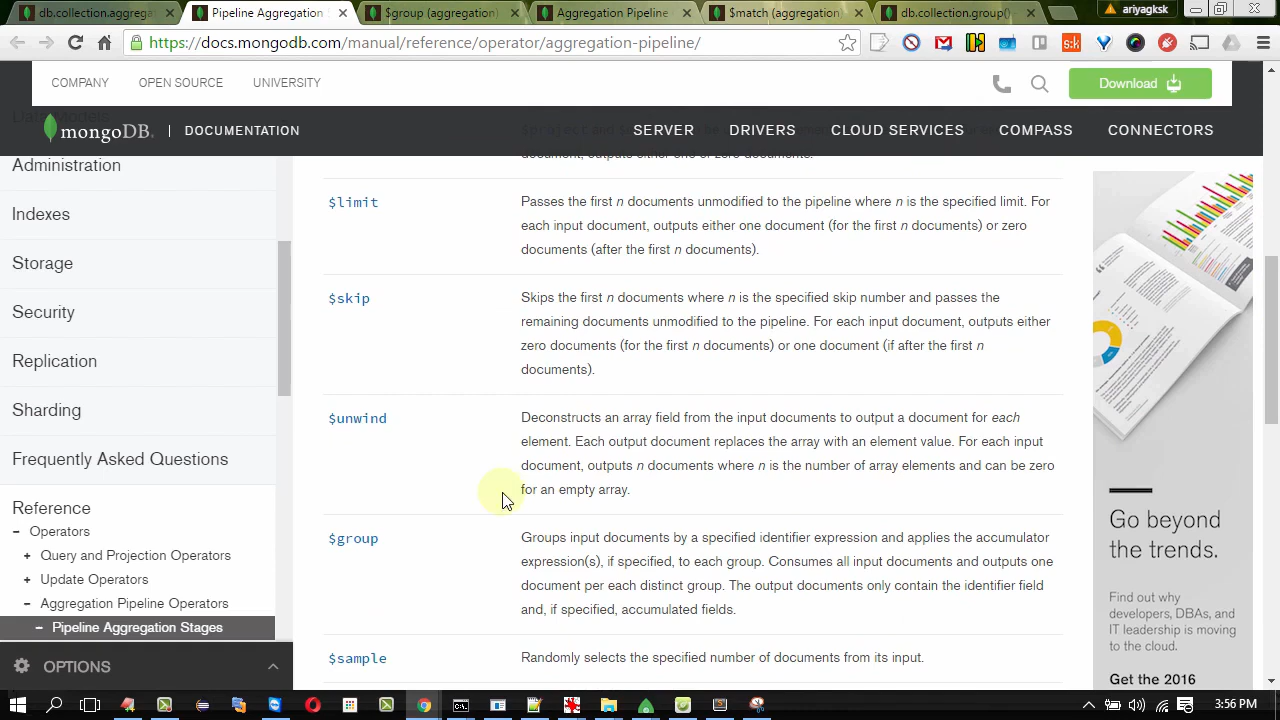 db.collection.aggregat
Pipeline Aggregation S
$group (aggregation)
Aggregation Pipeline
$match (aggregation
db.collection.group()
ariyagksk
https://docs.mongodb.com/manual/reference/operator/aggregation-pipeline/
COMPANY
OPEN SOURCE
UNIVERSITY
Download
mongoDB.
DOCUMENTATION
SERVER
DRIVERS
CLOUD SERVICES
COMPASS
CONNECTORS
Data Models
Administration
Indexes
Storage
Security
Replication
Sharding
Frequently Asked Questions
Reference
- Operators
+ Query and Projection Operators
+ Update Operators
- Aggregation Pipeline Operators
- Pipeline Aggregation Stages
OPTIONS
document, outputs either one or zero documents.
$limit
Passes the first n documents unmodified to the pipeline where n is the specified limit. For
each input document, outputs either one document (for the first n documents) or zero
documents (after the first n documents).
$skip
Skips the first n documents where n is the specified skip number and passes the
remaining documents unmodified to the pipeline. For each input document, outputs either
zero documents (for the first n documents) or one document (if after the first n
documents).
$unwind
Deconstructs an array field from the input documents to output a document for each
element. Each output document replaces the array with an element value. For each input
document, outputs n documents where n is the number of array elements and can be zero
for an empty array.
$group
Groups input documents by a specified identifier expression and applies the accumulator
expression(s), if specified, to each group. Consumes all input documents and outputs one
document per each distinct group. The output documents only contain the identifier field
and, if specified, accumulated fields.
$sample
Randomly selects the specified number of documents from its input.
Go beyond
the trends.
Find out why
developers, DBAs, and
IT leadership is moving
to the cloud.
Get the 2016
3:56 PM